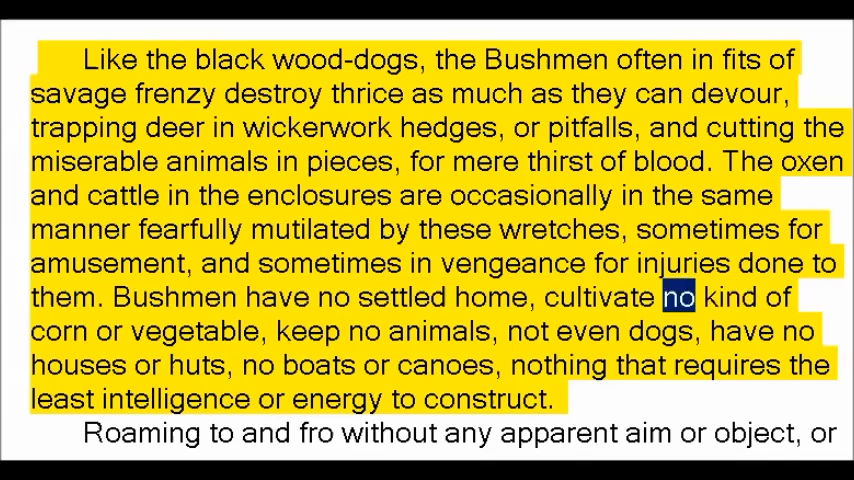 Like the black wood-dogs, the Bushmen often in fits of
savage frenzy destroy thrice as much as they can devour,
trapping deer in wickerwork hedges, or pitfalls, and cutting the
miserable animals in pieces, for mere thirst of blood. The oxen
and cattle in the enclosures are occasionally in the same
manner fearfully mutilated by these wretches, sometimes for
amusement, and sometimes in vengeance for injuries done to
them. Bushmen have no settled home, cultivate no kind of
corn or vegetable, keep no animals, not even dogs, have no
houses or huts, no boats or canoes, nothing that requires the
least intelligence or energy to construct.
Roaming to and fro without any apparent aim or object, or